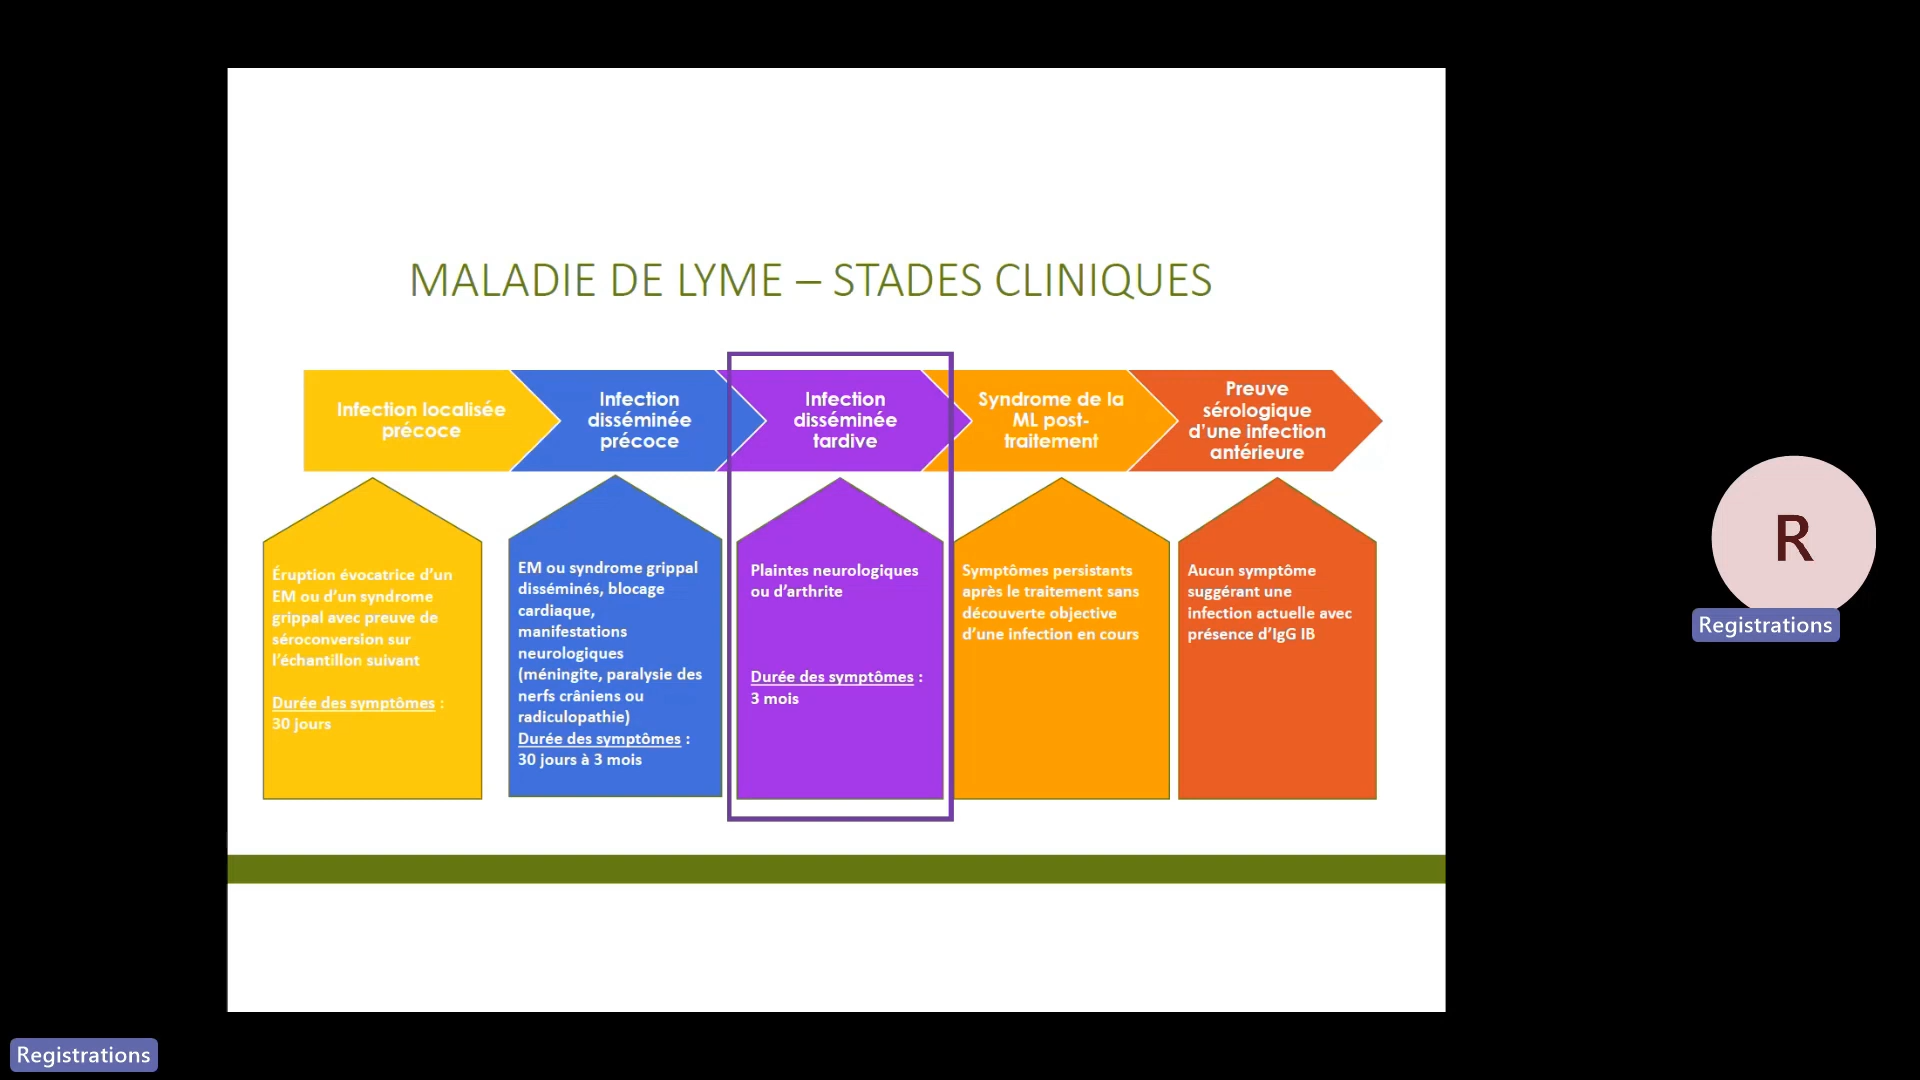 MALADIE DE LYME – STADES CLINIQUES
Infection localisée
précoce
Infection
disséminée
précoce
Infection
disséminée
tardive
Syndrome de la
ML post-
traitement
Preuve
sérologique
d’une infection
antérieure
Éruption évocatrice d’un
EM ou d’un syndrome
grippal avec preuve de
séroconversion sur
l’échantillon suivant
Durée des symptômes :
30 jours
EM ou syndrome grippal
disséminés, blocage
cardiaque,
manifestations
neurologiques
(méningite, paralysie des
nerfs crâniens ou
radiculopathie)
Durée des symptômes :
30 jours à 3 mois
Plaintes neurologiques
ou d’arthrite
Durée des symptômes :
3 mois
Symptômes persistants
après le traitement sans
découverte objective
d’une infection en cours
Aucun symptôme
suggérant une
infection actuelle avec
présence d’IgG IB
R
Registrations
Registrations